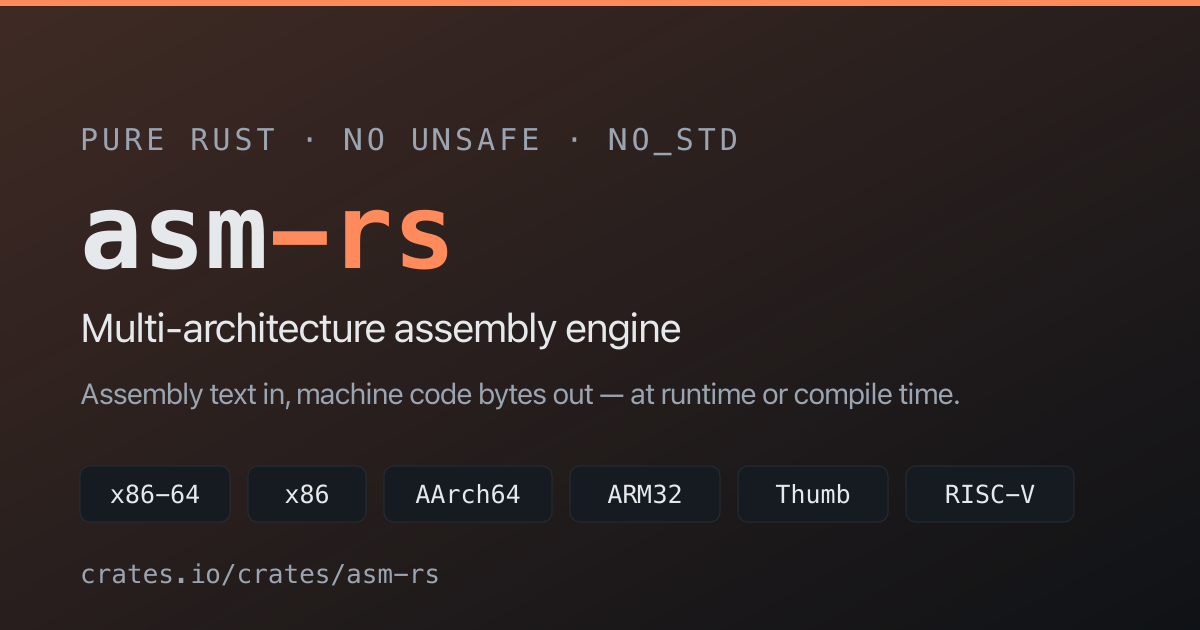 PURE RUST · NO UNSAFE · NO_STD
asm-rs
Multi-architecture assembly engine
Assembly text in, machine code bytes out — at runtime or compile time.
x86-64 x86 AArch64 ARM32 Thumb RISC-V
crates.io/crates/asm-rs